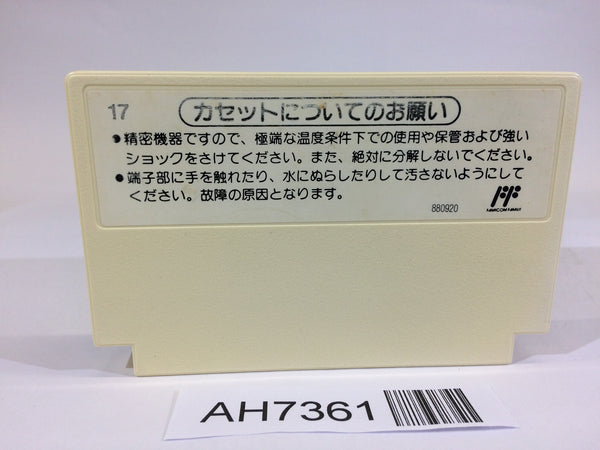 17
カセットについてのお願い
●精密機器ですので、極端な温度条件下での使用や保管および強い
ショックをさけてください。また、絶対に分解しないでください。
●端子部に手を触れたり、水にぬらしたりして汚さないようにして
ください。故障の原因となります。
880920
AH7361